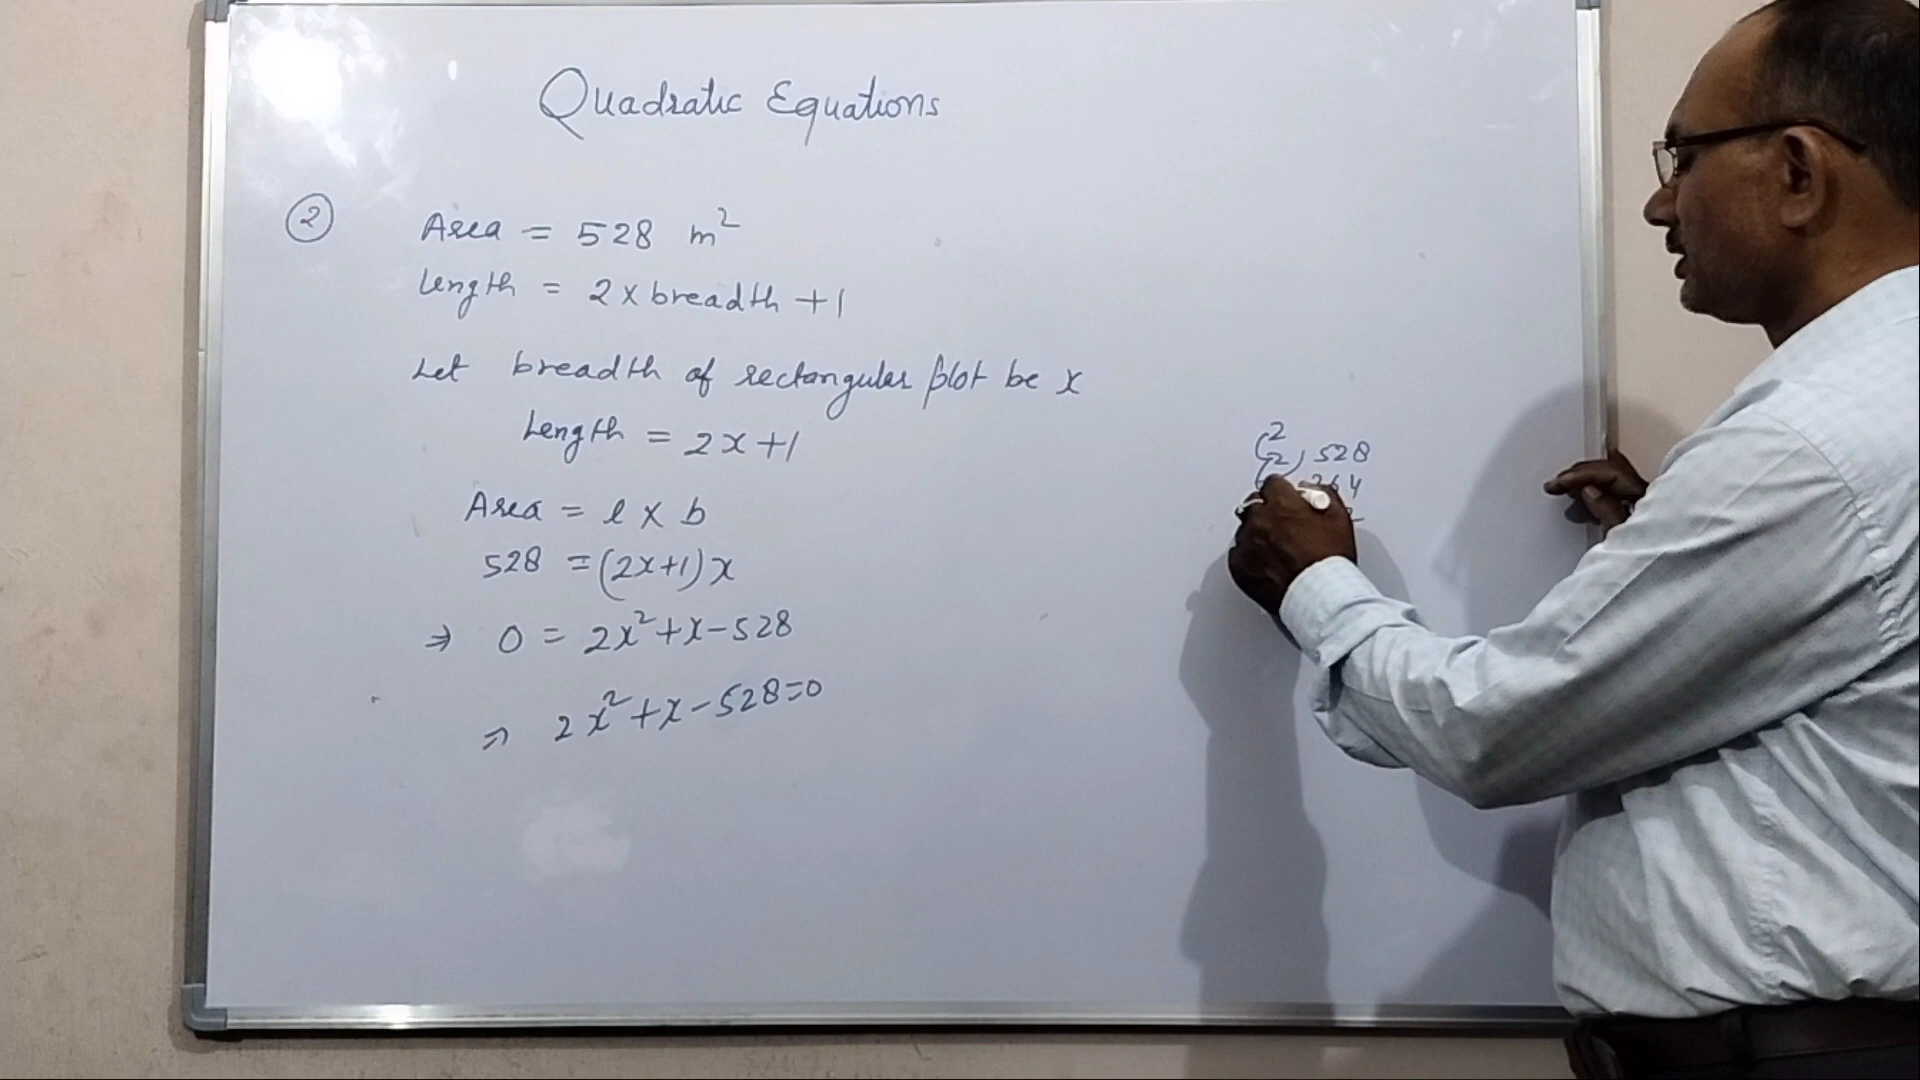 Quadratic Equations
2
Area = 528 m²
Length = 2 x breadth + 1
Let breadth of rectangular plot be x
Length = 2x+1
Area = l x b
528 = (2x+1)x
⇒ 0 = 2x²+x-528
⇒ 2x²+x-528=0
2
2 528
264